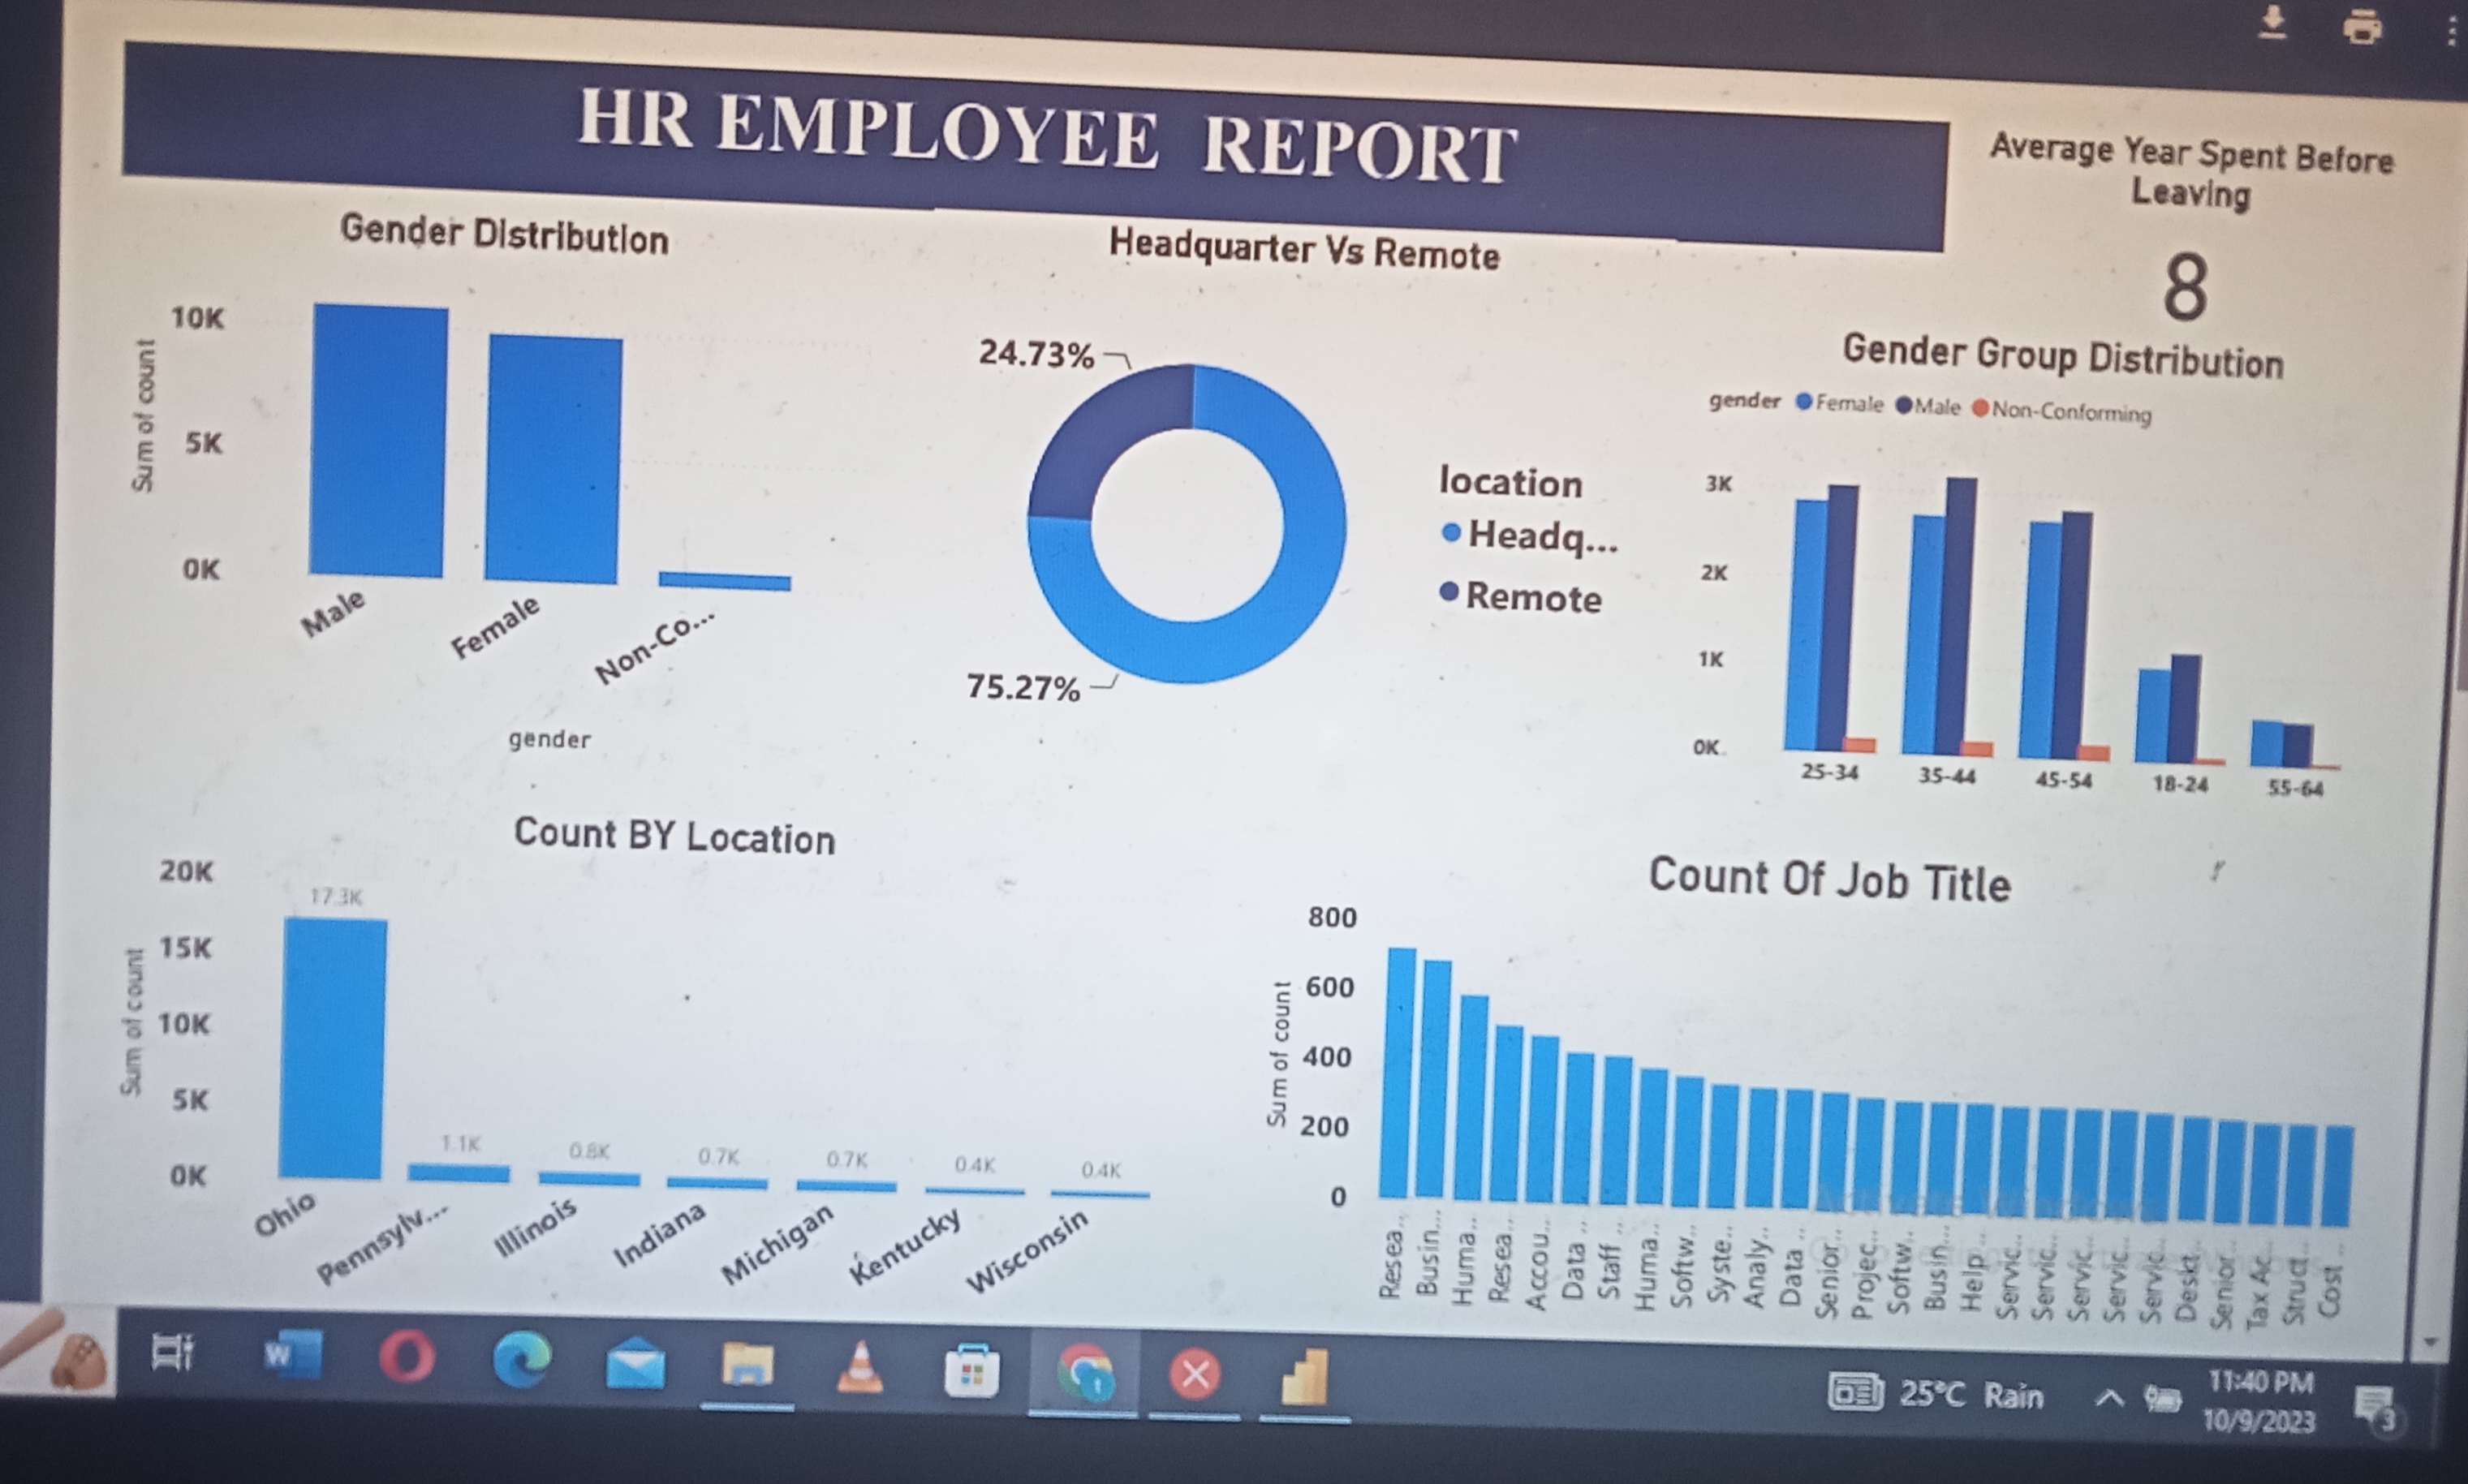 HR EMPLOYEE REPORT
Average Year Spent Before
Leaving
8
Gender Distribution
Sum of count
10K
5K
0K
Male
Female
Non-Co...
gender
Headquarter Vs Remote
24.73%
75.27%
location
Headq...
Remote
Gender Group Distribution
gender Female Male Non-Conforming
3K
2K
1K
0K
25-34 35-44 45-54 18-24 55-64
Count BY Location
Sum of count
20K
15K
10K
5K
0K
17.3K
1.1K
0.8K
0.7K
0.7K
0.4K
0.4K
Ohio
Pennsylv...
Illinois
Indiana
Michigan
Kentucky
Wisconsin
Count Of Job Title
Sum of count
800
600
400
200
0
Resea...
Busin...
Huma...
Resea...
Accou...
Data ...
Staff ...
Huma...
Softw...
Syste...
Analy...
Data ...
Senior...
Projec...
Softw...
Busin...
Help ...
Servic...
Servic...
Servic...
Servic...
Servic...
Deskt...
Senior...
Tax Ac...
Struct...
Cost ...
W
25°C Rain
11:40 PM
10/9/2023
3